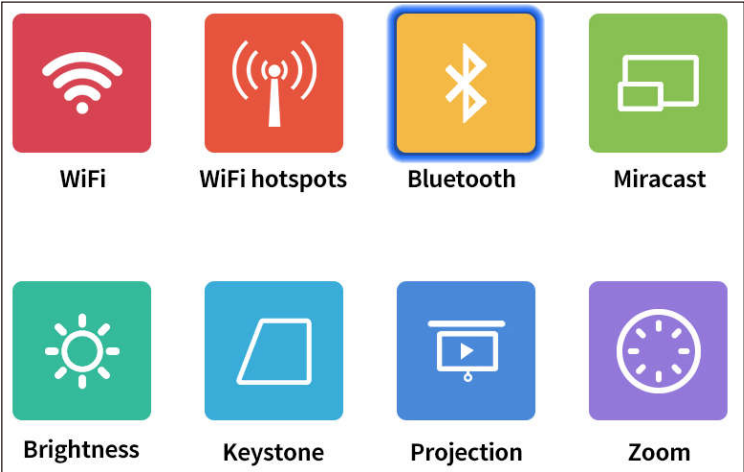 WiFi
WiFi hotspots
Bluetooth
Miracast
Brightness
Keystone
Projection
Zoom